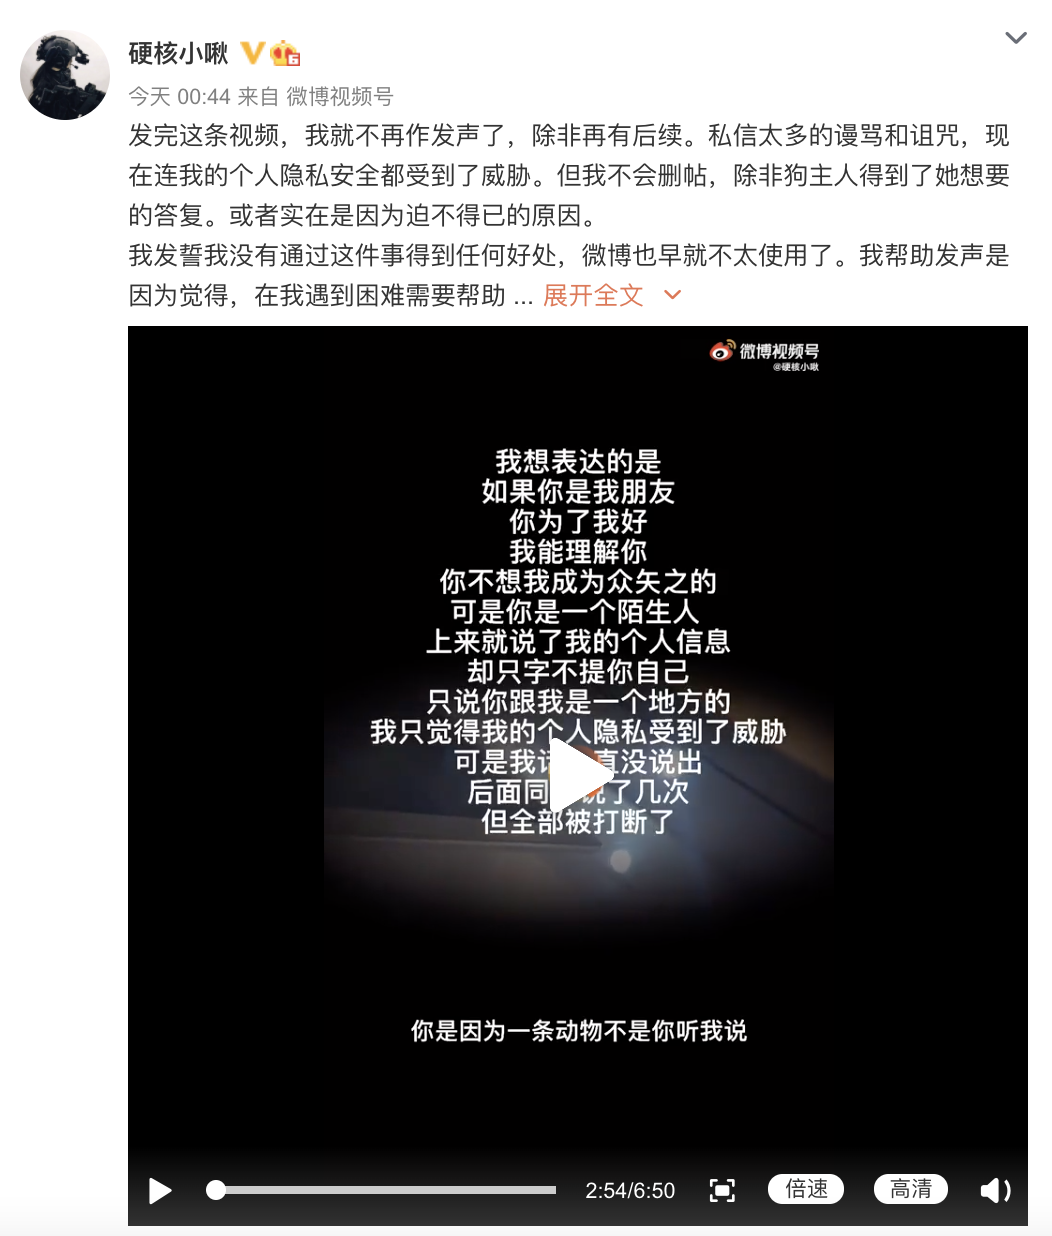 硬核小啾
6
今天 00:44 来自 微博视频号
发完这条视频，我就不再作发声了，除非再有后续。私信太多的谩骂和诅咒，现
在连我的个人隐私安全都受到了威胁。但我不会删帖，除非狗主人得到了她想要
的答复。或者实在是因为迫不得已的原因。
我发誓我没有通过这件事得到任何好处，微博也早就不太使用了。我帮助发声是
因为觉得，在我遇到困难需要帮助 ... 展开全文
微博视频号
@硬核小啾
我想表达的是
如果你是我朋友
你为了我好
我能理解你
你不想我成为众矢之的
可是你是一个陌生人
上来就说了我的个人信息
却只字不提你自己
只说你跟我是一个地方的
我只觉得我的个人隐私受到了威胁
可是我话 直没说出
后面同 说了几次
但全部被打断了
你是因为一条动物不是你听我说
2:54/6:50
倍速
高清